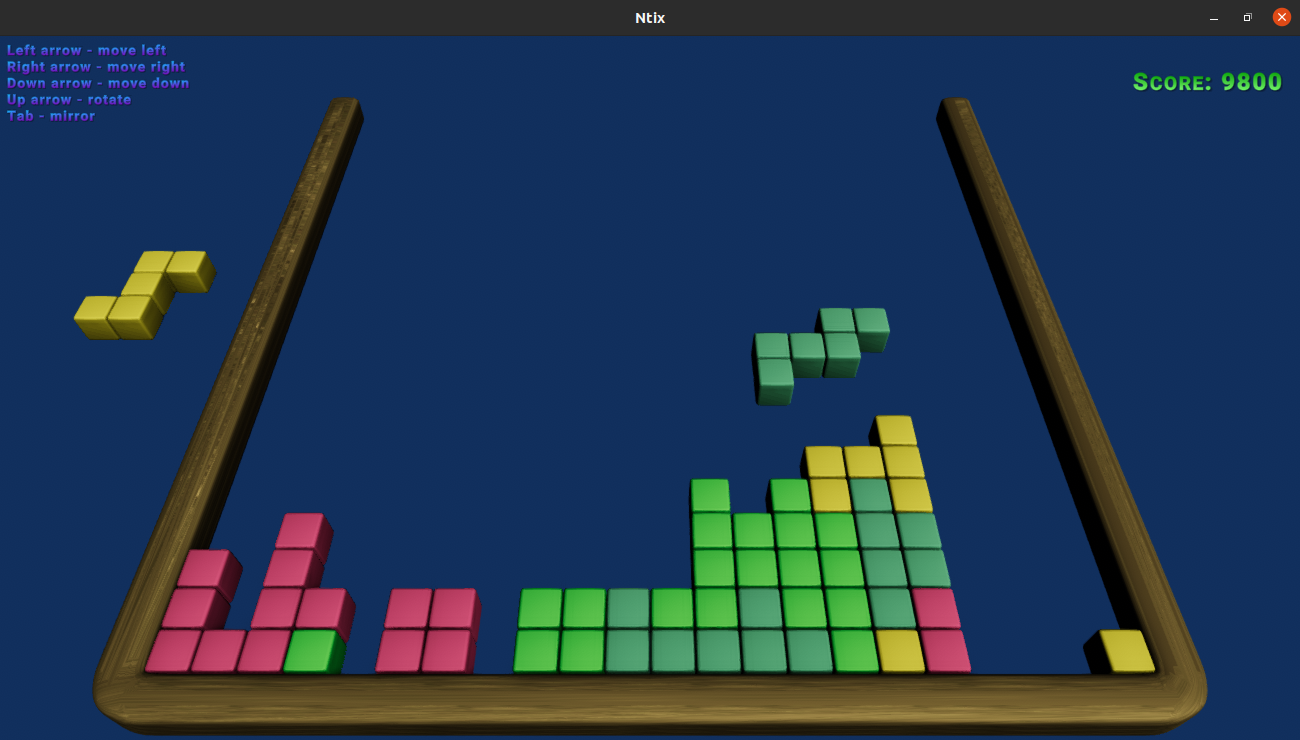 Ntix
Left arrow - move left
Right arrow - move right
Down arrow - move down
Up arrow - rotate
Tab - mirror
Score: 9800